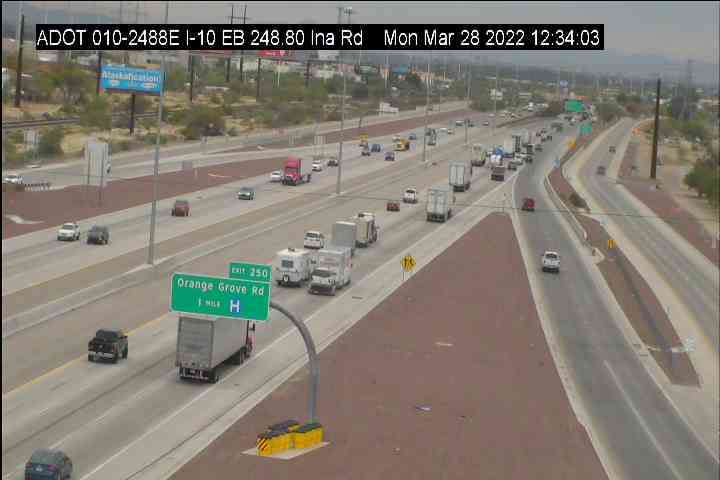 ADOT 010-2488E I-10 EB 248.80 Ina Rd Mon Mar 28 2022 12:34:03
Alaskafication
EXIT 250
Orange Grove Rd
1 MILE H